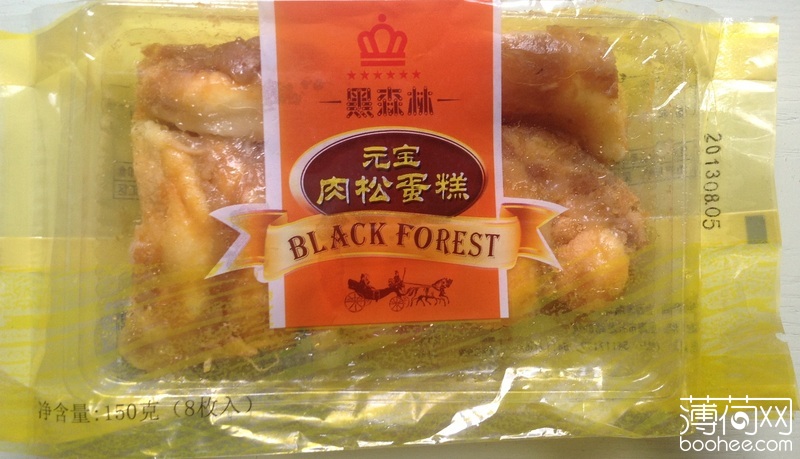 黑森林
元宝
肉松蛋糕
BLACK FOREST
20130805
净含量:150克(8枚入)
薄荷网
boohee.com